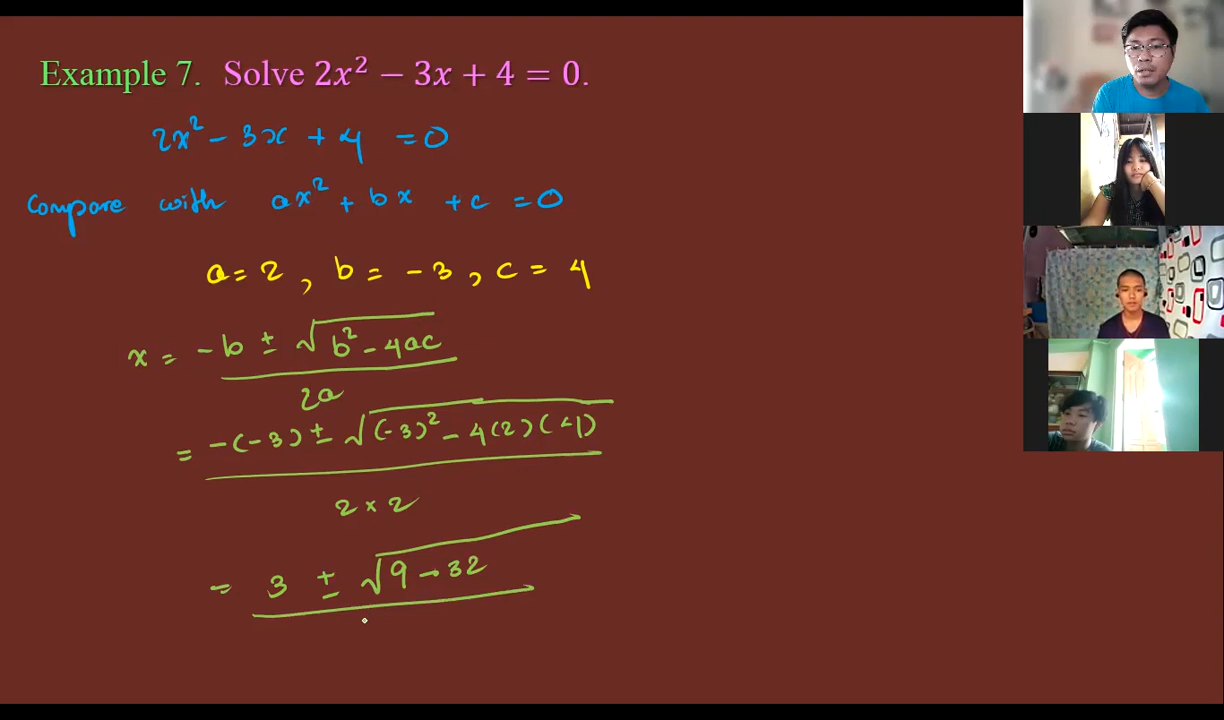 Example 7. Solve 2x² − 3x + 4 = 0.
2x² − 3x + 4 = 0
Compare with ax² + bx + c = 0
a = 2, b = −3, c = 4
x = −b ± √b² − 4ac
2a
= −(−3) ± √(−3)² − 4(2)(4)
2 × 2
= 3 ± √9 − 32